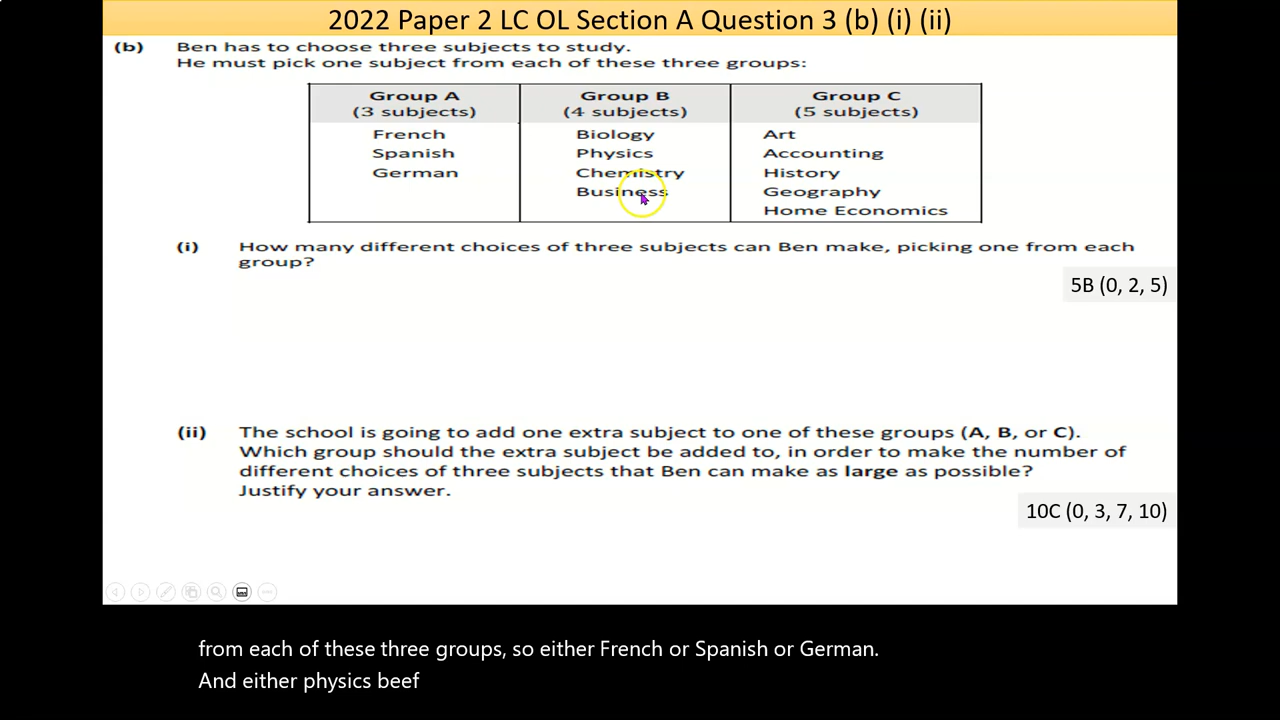 2022 Paper 2 LC OL Section A Question 3 (b) (i) (ii)
(b) Ben has to choose three subjects to study.
He must pick one subject from each of these three groups:
Group A Group B Group C
(3 subjects) (4 subjects) (5 subjects)
French Biology Art
Spanish Physics Accounting
German Chemistry History
Business Geography
Home Economics
(i) How many different choices of three subjects can Ben make, picking one from each
group?
5B (0, 2, 5)
(ii) The school is going to add one extra subject to one of these groups (A, B, or C).
Which group should the extra subject be added to, in order to make the number of
different choices of three subjects that Ben can make as large as possible?
Justify your answer.
10C (0, 3, 7, 10)
from each of these three groups, so either French or Spanish or German.
And either physics beef